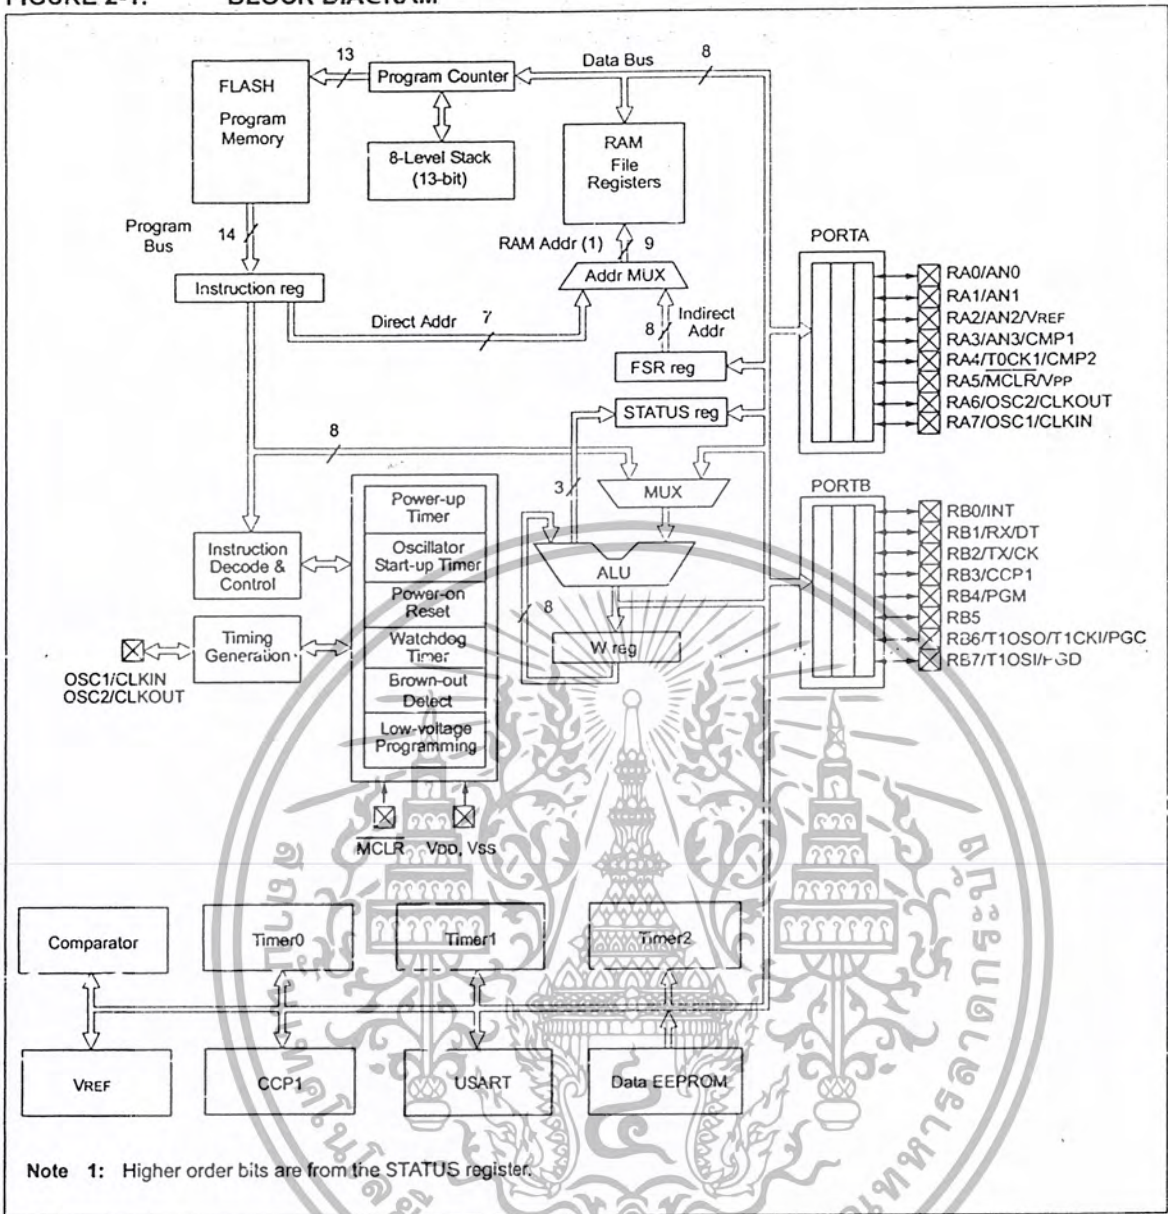 FIGURE 2-1: BLOCK DIAGRAM
FLASH
Program
Memory
13
Program Counter
Data Bus
8
8-Level Stack
(13-bit)
RAM
File
Registers
Program
Bus
14
RAM Addr (1)
9
Addr MUX
Instruction reg
Direct Addr
7
8
Indirect
Addr
FSR reg
STATUS reg
8
3
MUX
ALU
8
W reg
Instruction
Decode &
Control
Timing
Generation
OSC1/CLKIN
OSC2/CLKOUT
Power-up
Timer
Oscillator
Start-up Timer
Power-on
Reset
Watchdog
Timer
Brown-out
Detect
Low-voltage
Programming
MCLR
VDD, VSS
PORTA
RA0/AN0
RA1/AN1
RA2/AN2/VREF
RA3/AN3/CMP1
RA4/T0CK1/CMP2
RA5/MCLR/VPP
RA6/OSC2/CLKOUT
RA7/OSC1/CLKIN
PORTB
RB0/INT
RB1/RX/DT
RB2/TX/CK
RB3/CCP1
RB4/PGM
RB5
RB6/T1OSO/T1CKI/PGC
RB7/T1OSI/PGD
Comparator
Timer0
Timer1
Timer2
VREF
CCP1
USART
Data EEPROM
Note 1: Higher order bits are from the STATUS register.